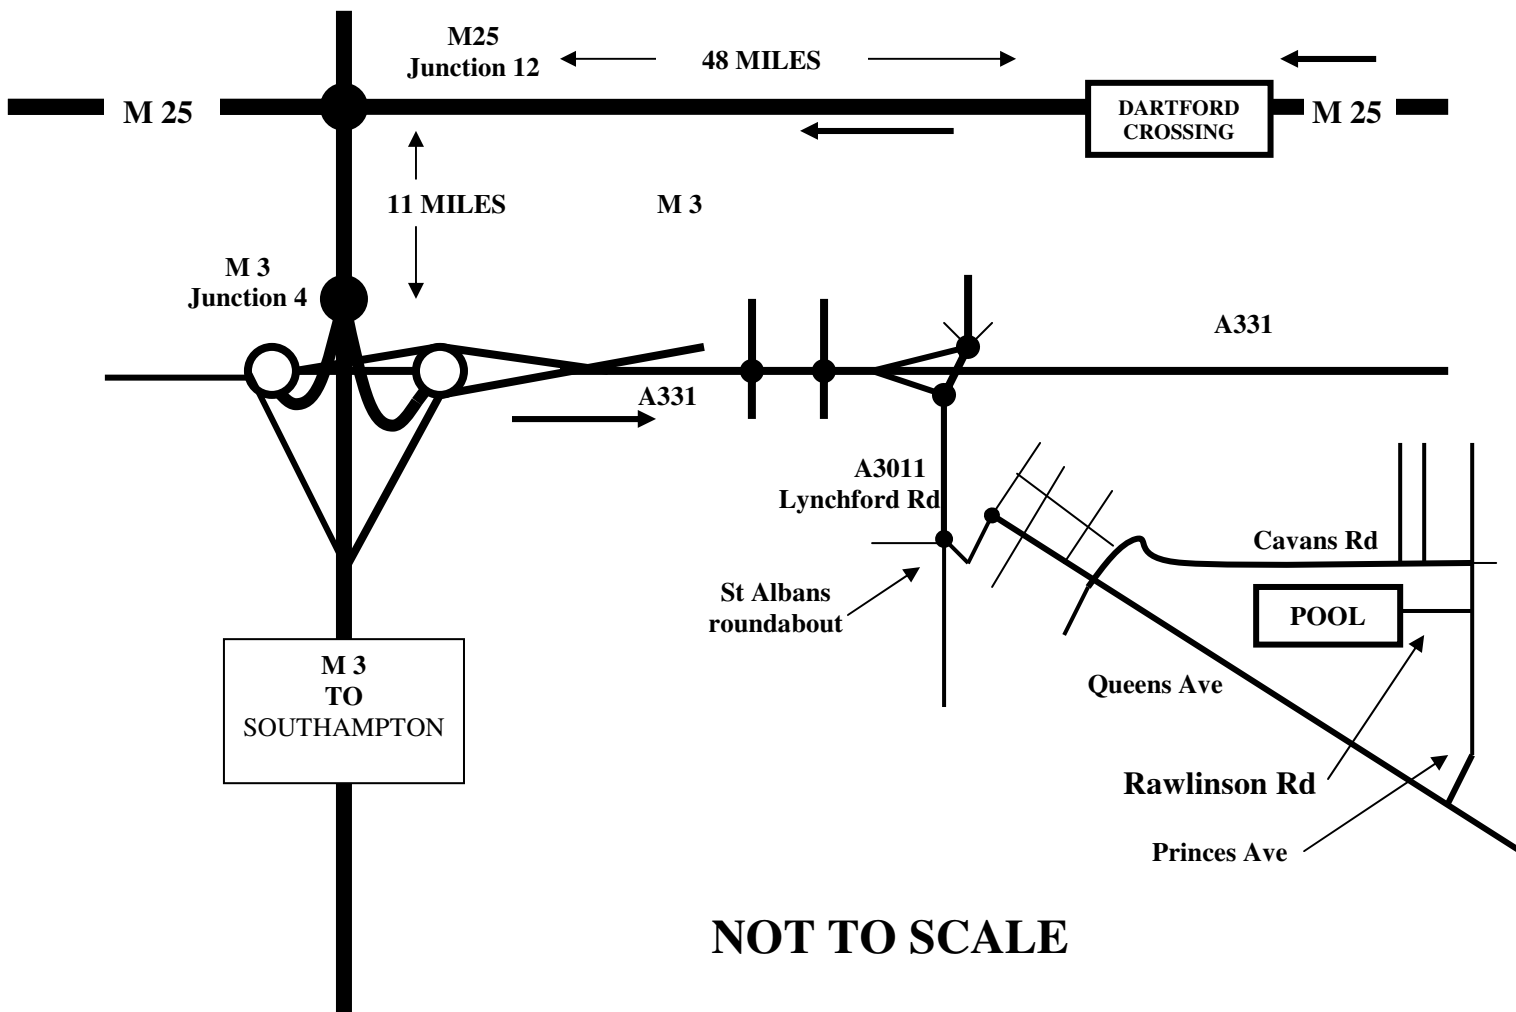 M25
Junction 12
48 MILES
M 25
DARTFORD
CROSSING
M 25
11 MILES
M 3
M 3
Junction 4
A331
A331
A3011
Lynchford Rd
Cavans Rd
St Albans
roundabout
POOL
M 3
TO
SOUTHAMPTON
Queens Ave
Rawlinson Rd
Princes Ave
NOT TO SCALE